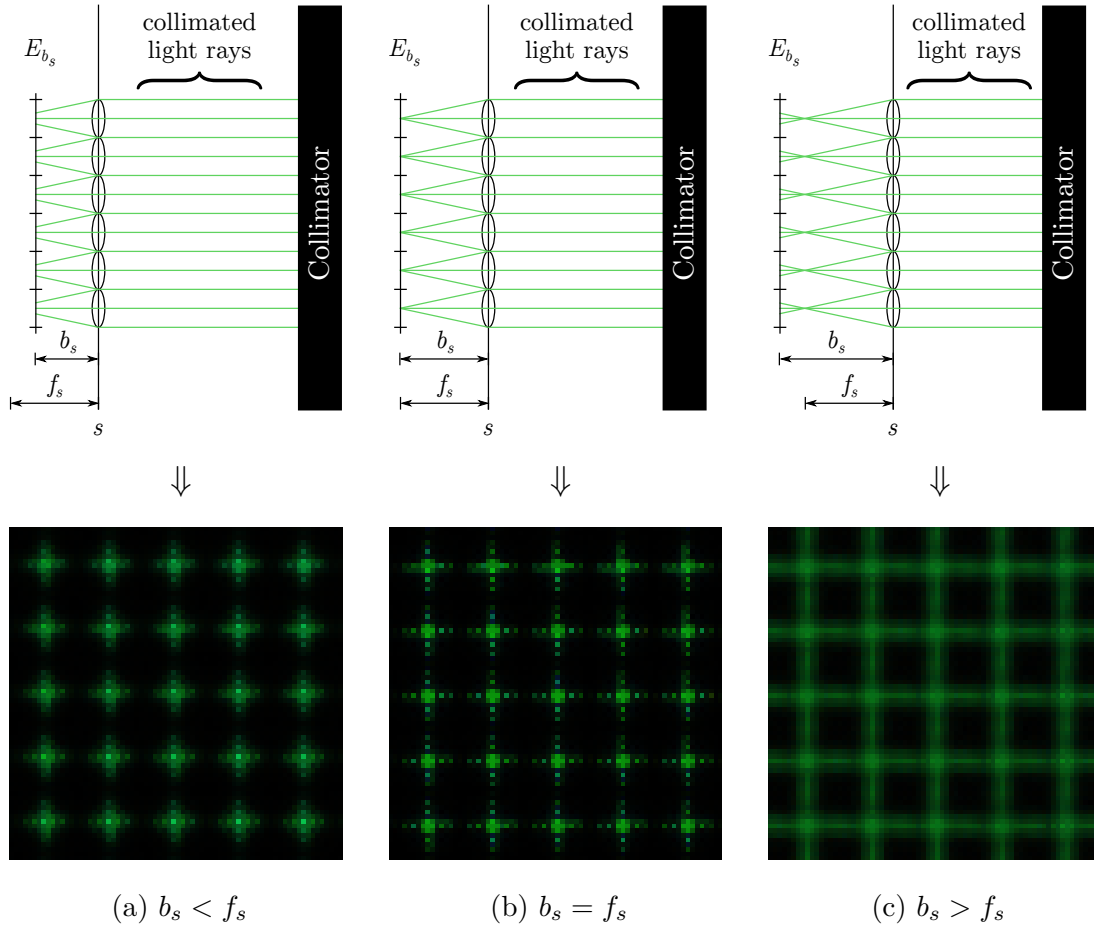 E_{b_s}
collimated
light rays
Collimator
b_s
f_s
s
E_{b_s}
collimated
light rays
Collimator
b_s
f_s
s
E_{b_s}
collimated
light rays
Collimator
b_s
f_s
s
⇓ ⇓ ⇓
(a) b_s < f_s
(b) b_s = f_s
(c) b_s > f_s